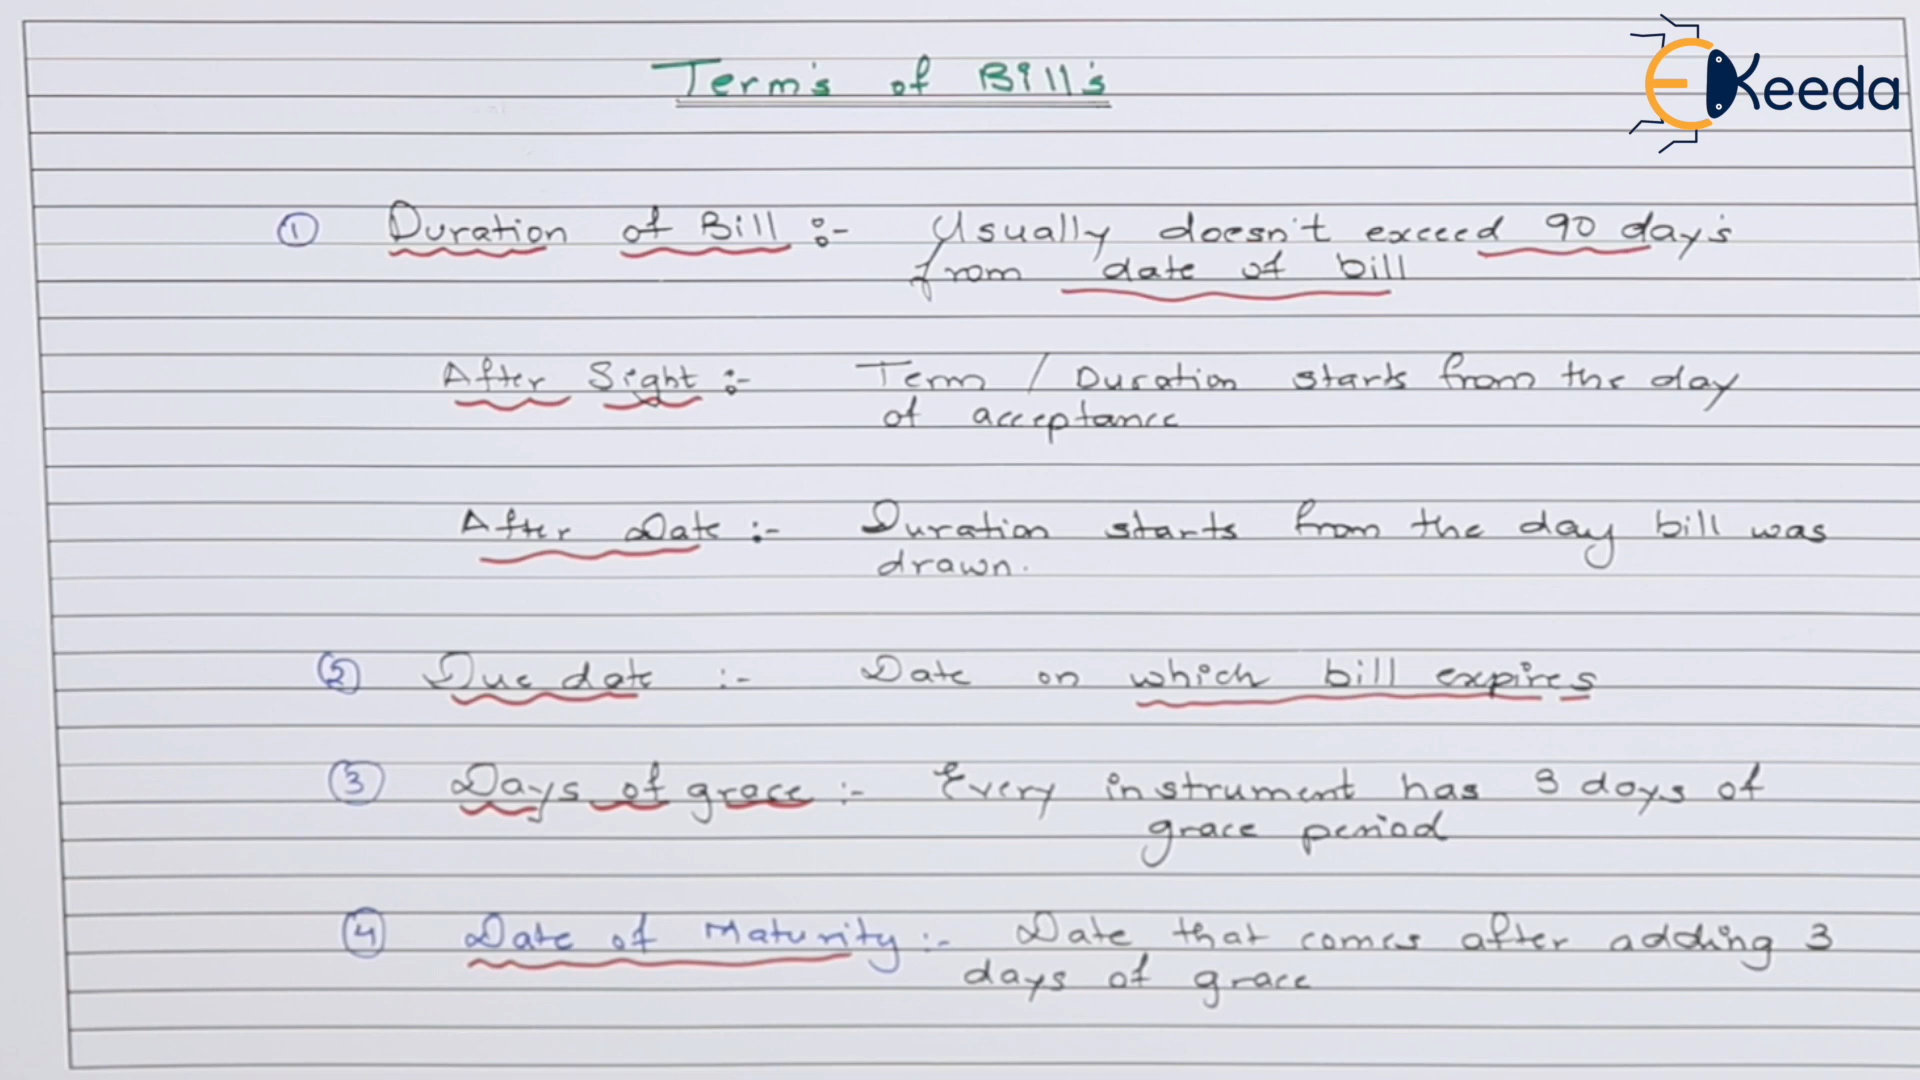 Term's of Bill's
EKeeda
① Duration of Bill :- Usually doesn't exceed 90 day's
from date of bill
After Sight :- Term / Duration starts from the day
of acceptance
After Date :- Duration starts from the day bill was
drawn.
② Due date :- Date on which bill expires
③ Days of grace :- Every instrument has 3 days of
grace period
④ Date of Maturity :- Date that comes after adding 3
days of grace